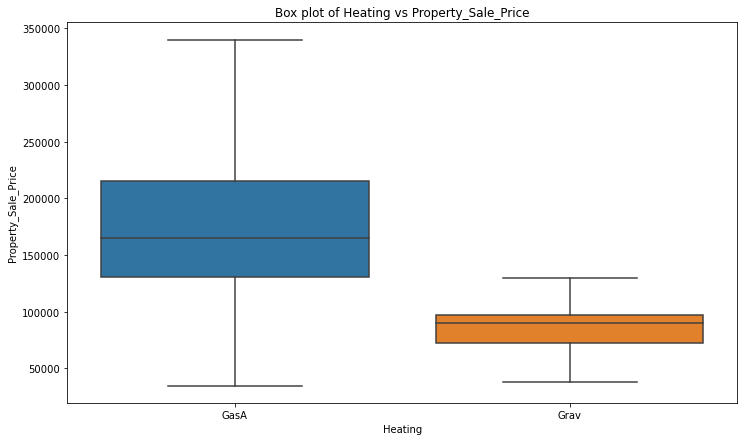 Box plot of Heating vs Property_Sale_Price
350000
300000
250000
200000
150000
100000
50000
Property_Sale_Price
GasA
Grav
Heating